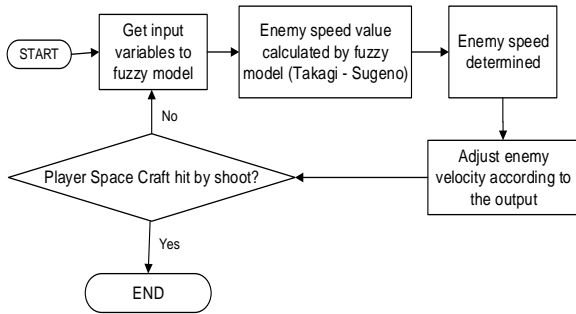 START
Get input
variables to
fuzzy model
Enemy speed value
calculated by fuzzy
model (Takagi - Sugeno)
Enemy speed
determined
Adjust enemy
velocity according to
the output
Player Space Craft hit by shoot?
No
Yes
END